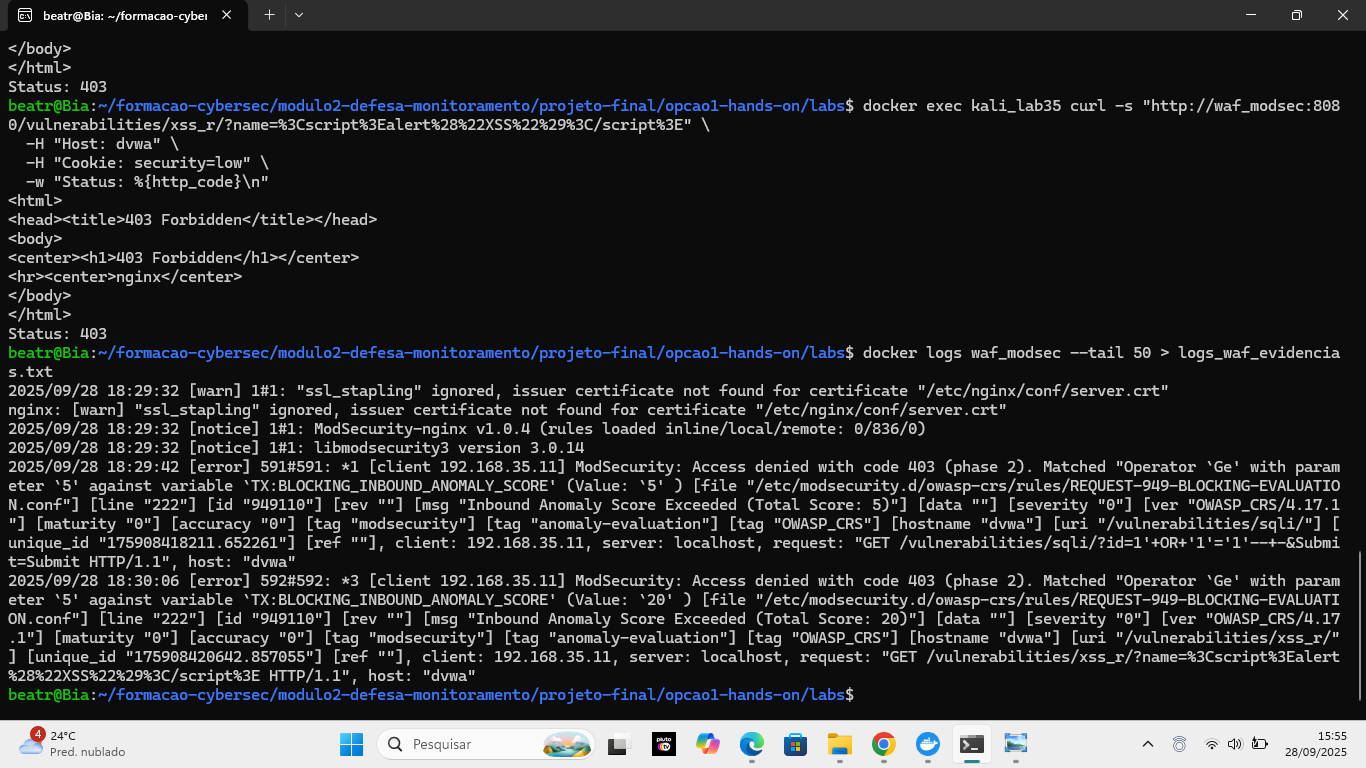 beatr@Bia: ~/formacao-cyber
</body>
</html>
Status: 403
beatr@Bia:~/formacao-cybersec/modulo2-defesa-monitoramento/projeto-final/opcao1-hands-on/labs$ docker exec kali_lab35 curl -s "http://waf_modsec:808
0/vulnerabilities/xss_r/?name=%3Cscript%3Ealert%28%22XSS%22%29%3C/script%3E" \
-H "Host: dvwa" \
-H "Cookie: security=low" \
-w "Status: %{http_code}\n"
<html>
<head><title>403 Forbidden</title></head>
<body>
<center><h1>403 Forbidden</h1></center>
<hr><center>nginx</center>
</body>
</html>
Status: 403
beatr@Bia:~/formacao-cybersec/modulo2-defesa-monitoramento/projeto-final/opcao1-hands-on/labs$ docker logs waf_modsec --tail 50 > logs_waf_evidencia
s.txt
2025/09/28 18:29:32 [warn] 1#1: "ssl_stapling" ignored, issuer certificate not found for certificate "/etc/nginx/conf/server.crt"
nginx: [warn] "ssl_stapling" ignored, issuer certificate not found for certificate "/etc/nginx/conf/server.crt"
2025/09/28 18:29:32 [notice] 1#1: ModSecurity-nginx v1.0.4 (rules loaded inline/local/remote: 0/836/0)
2025/09/28 18:29:32 [notice] 1#1: libmodsecurity3 version 3.0.14
2025/09/28 18:29:42 [error] 591#591: *1 [client 192.168.35.11] ModSecurity: Access denied with code 403 (phase 2). Matched "Operator `Ge' with param
eter `5' against variable `TX:BLOCKING_INBOUND_ANOMALY_SCORE' (Value: `5' ) [file "/etc/modsecurity.d/owasp-crs/rules/REQUEST-949-BLOCKING-EVALUATIO
N.conf"] [line "222"] [id "949110"] [rev ""] [msg "Inbound Anomaly Score Exceeded (Total Score: 5)"] [data ""] [severity "0"] [ver "OWASP_CRS/4.17.1
"] [maturity "0"] [accuracy "0"] [tag "modsecurity"] [tag "anomaly-evaluation"] [tag "OWASP_CRS"] [hostname "dvwa"] [uri "/vulnerabilities/sqli/"] [
unique_id "175908418211.652261"] [ref ""], client: 192.168.35.11, server: localhost, request: "GET /vulnerabilities/sqli/?id=1'+OR+'1'='1'--+-&Submi
t=Submit HTTP/1.1", host: "dvwa"
2025/09/28 18:30:06 [error] 592#592: *3 [client 192.168.35.11] ModSecurity: Access denied with code 403 (phase 2). Matched "Operator `Ge' with param
eter `5' against variable `TX:BLOCKING_INBOUND_ANOMALY_SCORE' (Value: `20' ) [file "/etc/modsecurity.d/owasp-crs/rules/REQUEST-949-BLOCKING-EVALUATI
ON.conf"] [line "222"] [id "949110"] [rev ""] [msg "Inbound Anomaly Score Exceeded (Total Score: 20)"] [data ""] [severity "0"] [ver "OWASP_CRS/4.17
.1"] [maturity "0"] [accuracy "0"] [tag "modsecurity"] [tag "anomaly-evaluation"] [tag "OWASP_CRS"] [hostname "dvwa"] [uri "/vulnerabilities/xss_r/"
] [unique_id "175908420642.857055"] [ref ""], client: 192.168.35.11, server: localhost, request: "GET /vulnerabilities/xss_r/?name=%3Cscript%3Ealert
%28%22XSS%22%29%3C/script%3E HTTP/1.1", host: "dvwa"
beatr@Bia:~/formacao-cybersec/modulo2-defesa-monitoramento/projeto-final/opcao1-hands-on/labs$
4
24°C
Pred. nublado
Pesquisar
pluto tv
15:55
28/09/2025